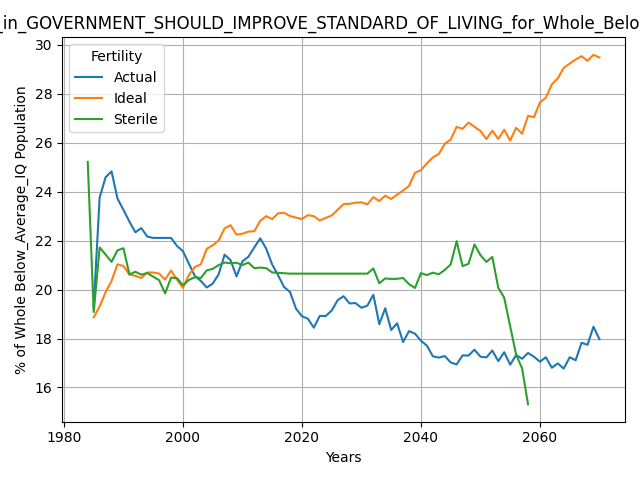 _in_GOVERNMENT_SHOULD_IMPROVE_STANDARD_OF_LIVING_for_Whole_Belo
Fertility
Actual
Ideal
Sterile
% of Whole Below_Average_IQ Population
30
28
26
24
22
20
18
16
1980
2000
2020
2040
2060
Years